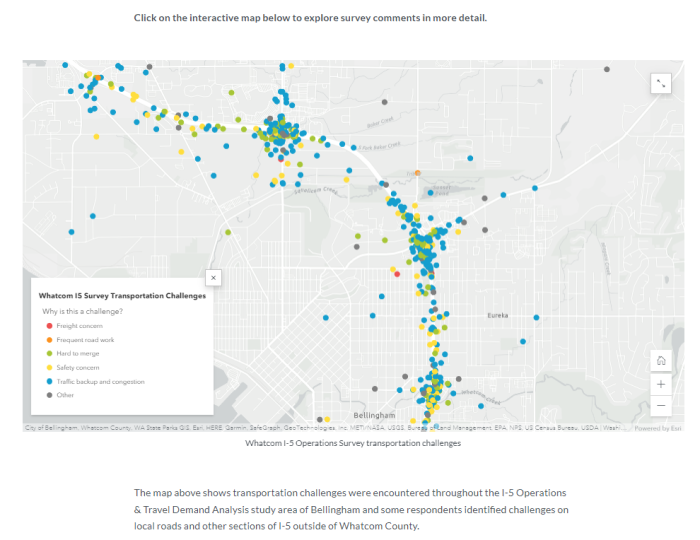 Click on the interactive map below to explore survey comments in more detail.
Whatcom I5 Survey Transportation Challenges
Why is this a challenge?
Freight concern
Frequent road work
Hard to merge
Safety concern
Traffic backup and congestion
Other
Eureka
Bellingham
City of Bellingham, Whatcom County, WA State Parks GIS, Esri, HERE, Garmin, SafeGraph, GeoTechnologies, Inc, METI/NASA, USGS, Bureau of Land Management, EPA, NPS, US Census Bureau, USDA | Washi... Powered by Esri
Whatcom I-5 Operations Survey transportation challenges
The map above shows transportation challenges were encountered throughout the I-5 Operations
& Travel Demand Analysis study area of Bellingham and some respondents identified challenges on
local roads and other sections of I-5 outside of Whatcom County.